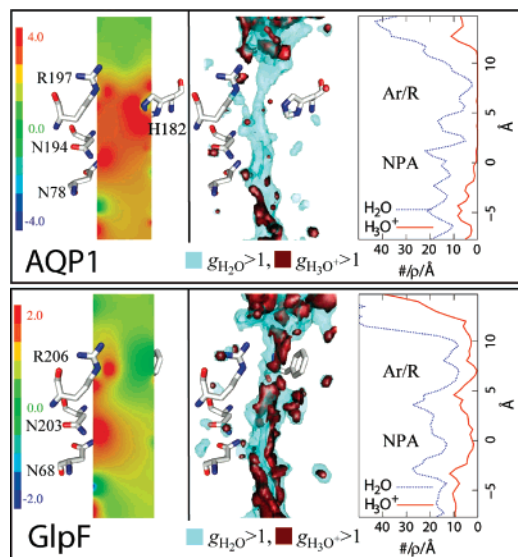 4.0
0.0
-4.0
R197
N194
N78
H182
AQP1
gH₂O>1, gH₃O⁺>1
Ar/R
NPA
H₂O
H₃O⁺
10
5
0
−5
Å
40 30 20 10 0
#/ρ/Å
2.0
0.0
-2.0
R206
N203
N68
GlpF
gH₂O>1, gH₃O⁺>1
Ar/R
NPA
H₂O
H₃O⁺
10
5
0
−5
Å
40 30 20 10 0
#/ρ/Å